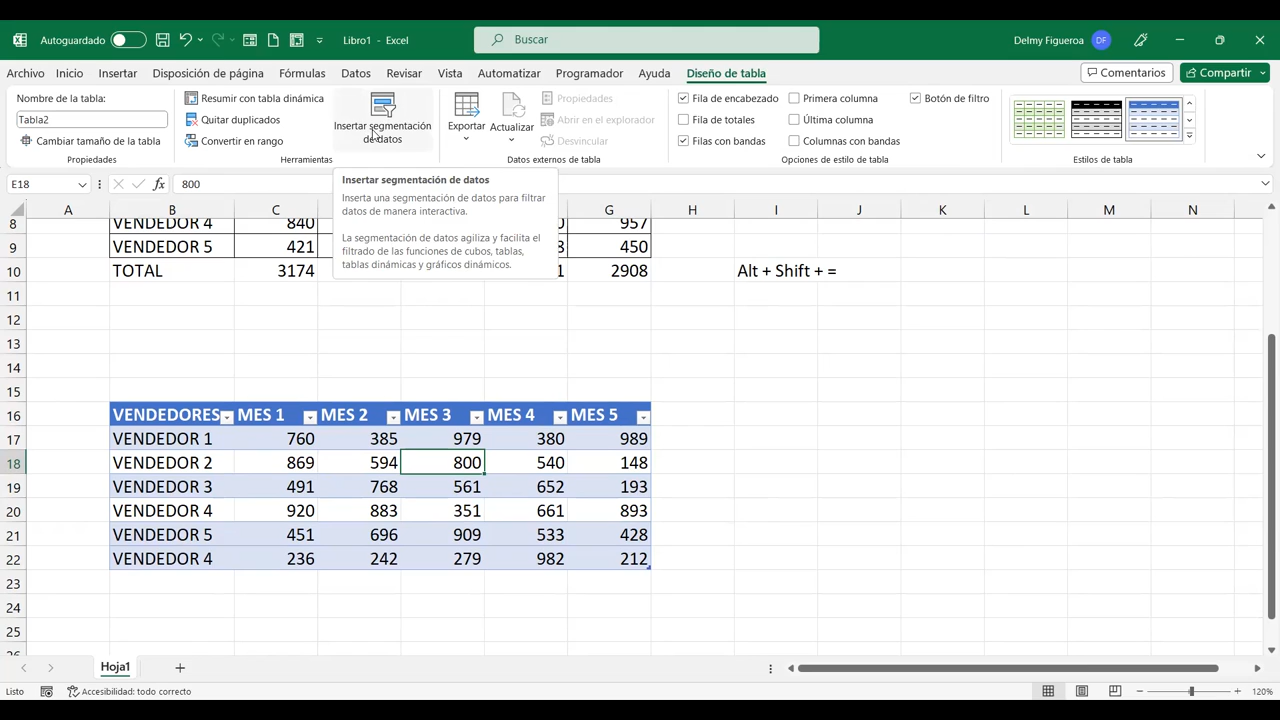 Autoguardado
Libro1 - Excel
Buscar
Delmy Figueroa
DF
Archivo Inicio Insertar Disposición de página Fórmulas Datos Revisar Vista Automatizar Programador Ayuda Diseño de tabla
Comentarios
Compartir
Nombre de la tabla:
Tabla2
Cambiar tamaño de la tabla
Propiedades
Resumir con tabla dinámica
Quitar duplicados
Convertir en rango
Insertar segmentación
de datos
Herramientas
Exportar
Actualizar
Propiedades
Abrir en el explorador
Desvincular
Datos externos de tabla
Fila de encabezado
Fila de totales
Filas con bandas
Primera columna
Última columna
Columnas con bandas
Botón de filtro
Opciones de estilo de tabla
Estilos de tabla
E18
fx
800
Insertar segmentación de datos
Inserta una segmentación de datos para filtrar
datos de manera interactiva.
La segmentación de datos agiliza y facilita el
filtrado de las funciones de cubos, tablas,
tablas dinámicas y gráficos dinámicos.
A B C G H I J K L M N
8 VENDEDOR 4 840 0 957
9 VENDEDOR 5 421 3 450
10 TOTAL 3174 1 2908 Alt + Shift + =
11
12
13
14
15
16 VENDEDORES MES 1 MES 2 MES 3 MES 4 MES 5
17 VENDEDOR 1 760 385 979 380 989
18 VENDEDOR 2 869 594 800 540 148
19 VENDEDOR 3 491 768 561 652 193
20 VENDEDOR 4 920 883 351 661 893
21 VENDEDOR 5 451 696 909 533 428
22 VENDEDOR 4 236 242 279 982 212
23
24
25
Hoja1
Listo
Accesibilidad: todo correcto
120%